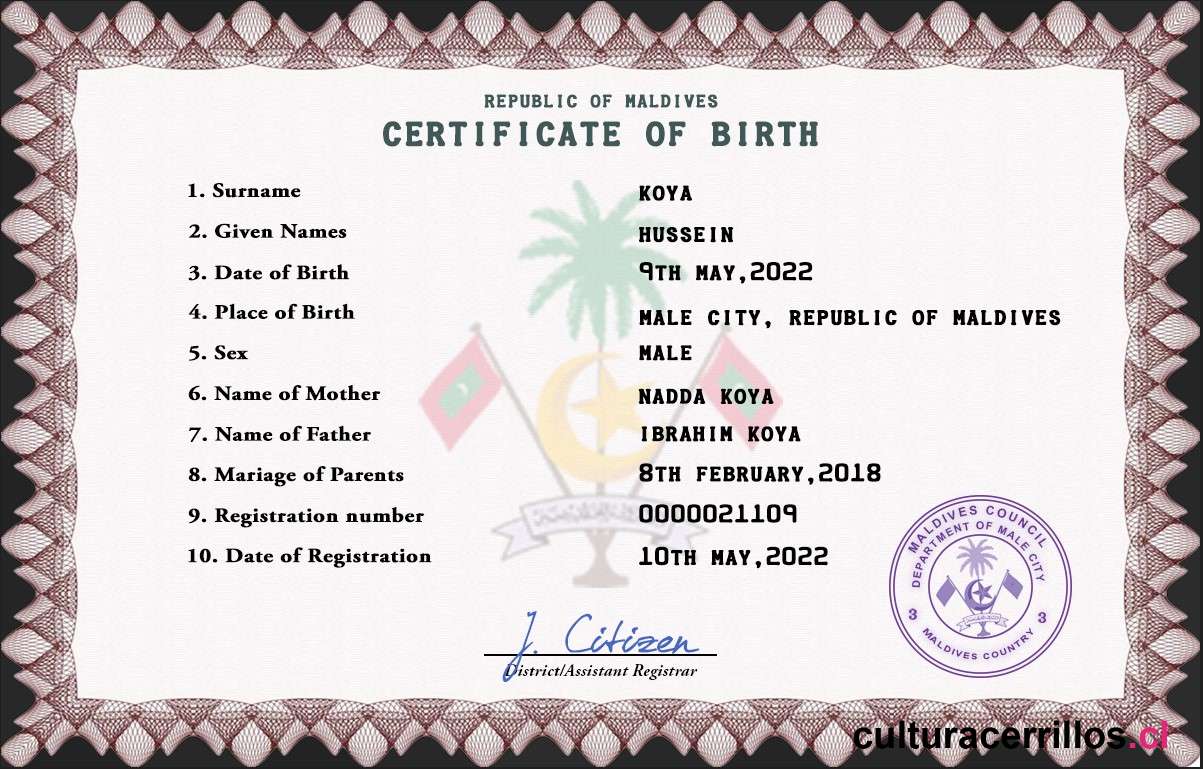 REPUBLIC OF MALDIVES
CERTIFICATE OF BIRTH
1. Surname KOYA
2. Given Names HUSSEIN
3. Date of Birth 9TH MAY,2022
4. Place of Birth MALE CITY, REPUBLIC OF MALDIVES
5. Sex MALE
6. Name of Mother NADDA KOYA
7. Name of Father IBRAHIM KOYA
8. Mariage of Parents 8TH FEBRUARY,2018
9. Registration number 0000021109
10. Date of Registration 10TH MAY,2022
MALDIVES COUNCIL
DEPARTMENT OF MALE CITY
3 3
MALDIVES COUNTRY
J. Citizen
District/Assistant Registrar
culturacerrillos.cl